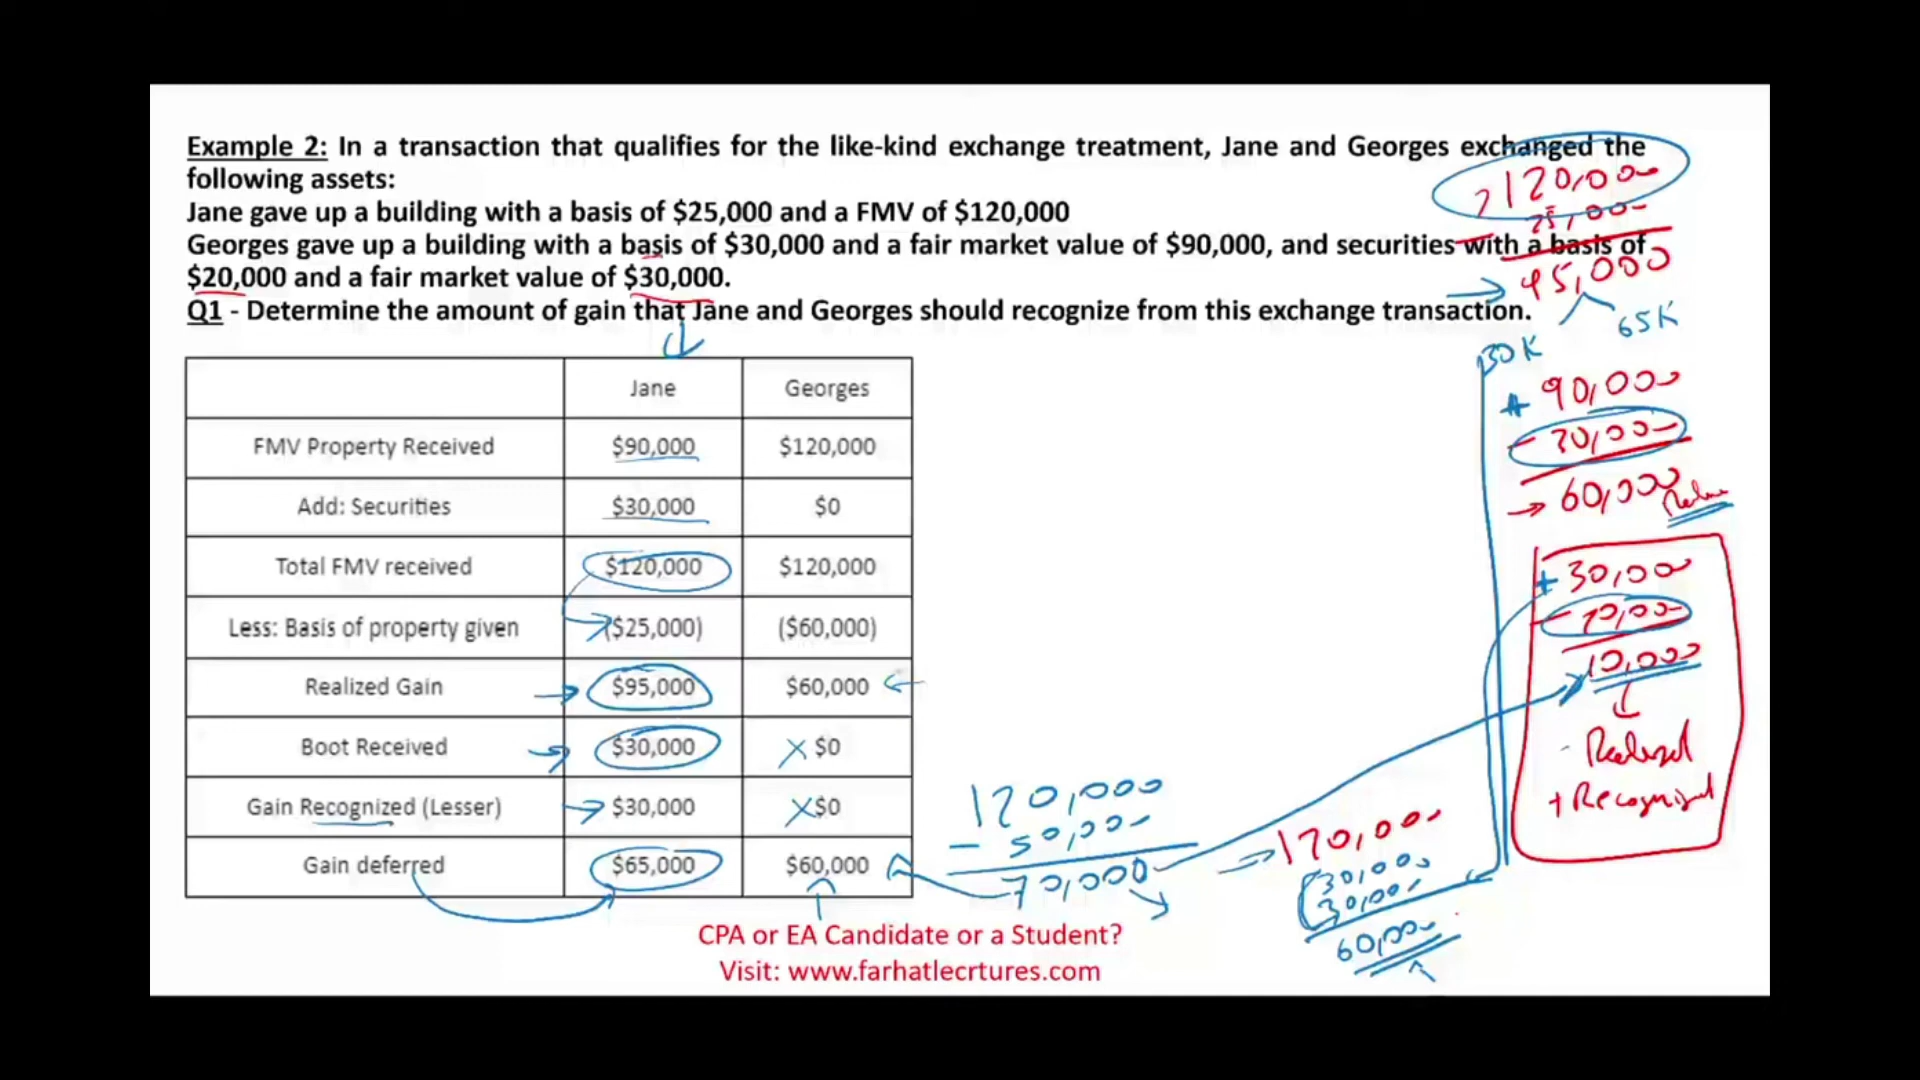 Example 2: In a transaction that qualifies for the like-kind exchange treatment, Jane and Georges exchanged the
following assets:
Jane gave up a building with a basis of $25,000 and a FMV of $120,000
Georges gave up a building with a basis of $30,000 and a fair market value of $90,000, and securities with a basis of
$20,000 and a fair market value of $30,000.
Q1 - Determine the amount of gain that Jane and Georges should recognize from this exchange transaction.
Jane Georges
FMV Property Received $90,000 $120,000
Add: Securities $30,000 $0
Total FMV received $120,000 $120,000
Less: Basis of property given ($25,000) ($60,000)
Realized Gain $95,000 $60,000
Boot Received $30,000 X $0
Gain Recognized (Lesser) $30,000 X $0
Gain deferred $65,000 $60,000
120,000
- 50,000
70,000
120,000
30,000
30,000
60,000
120,000
25,000
95,000
30K
65K
+ 90,000
- 30,000
60,000
+ 30,000
- 20,000
10,000
- Realized
+ Recognized
CPA or EA Candidate or a Student?
Visit: www.farhatlecrtures.com